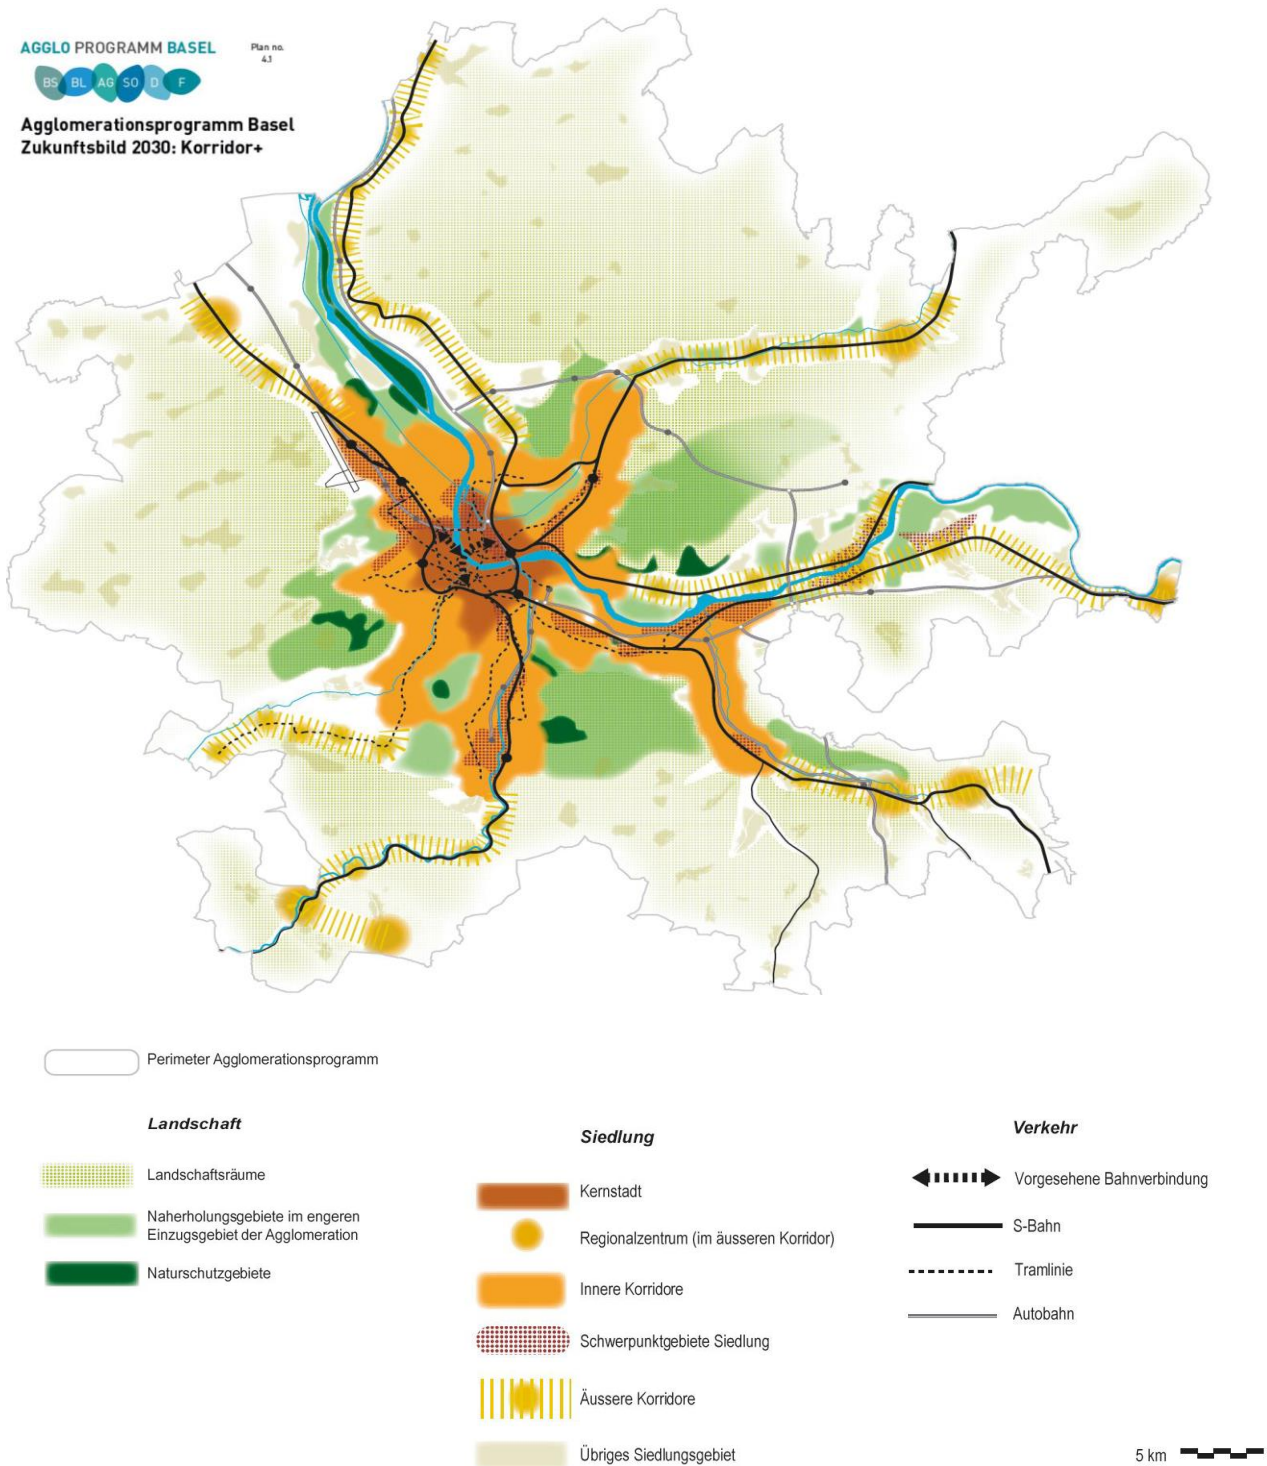 AGGLO PROGRAMM BASEL
Plan no.
4.1
BS BL AG SO D F
Agglomerationsprogramm Basel
Zukunftsbild 2030: Korridor+
Perimeter Agglomerationsprogramm
Landschaft
Landschaftsräume
Naherholungsgebiete im engeren
Einzugsgebiet der Agglomeration
Naturschutzgebiete
Siedlung
Kernstadt
Regionalzentrum (im äusseren Korridor)
Innere Korridore
Schwerpunktgebiete Siedlung
Äussere Korridore
Übriges Siedlungsgebiet
Verkehr
Vorgesehene Bahnverbindung
S-Bahn
Tramlinie
Autobahn
5 km